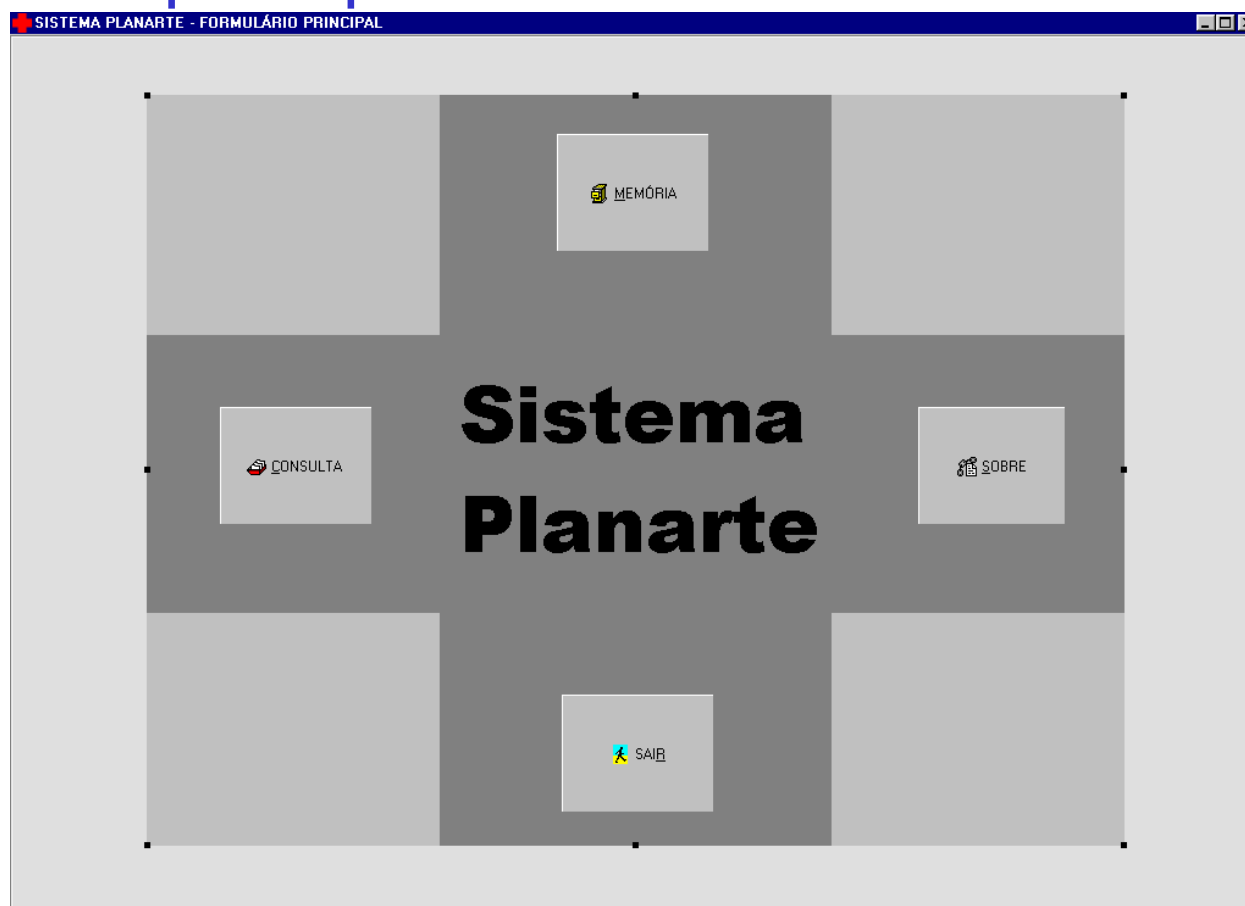 SISTEMA PLANARTE - FORMULÁRIO PRINCIPAL
MEMÓRIA
Sistema
CONSULTA
SOBRE
Planarte
SAIR